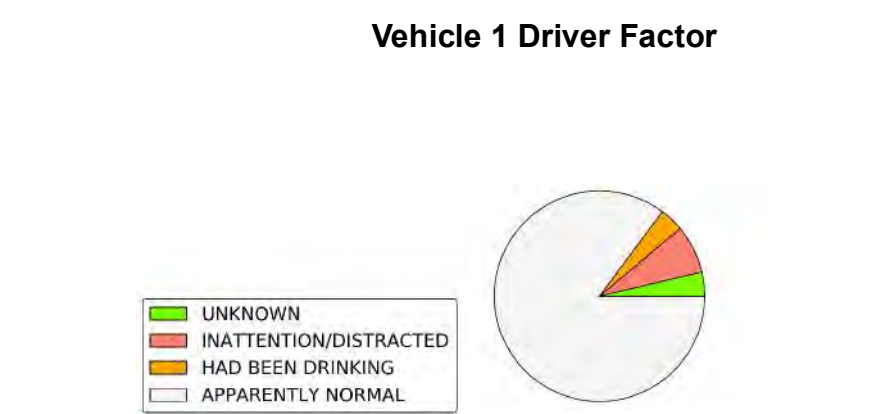 Vehicle 1 Driver Factor
UNKNOWN
INATTENTION/DISTRACTED
HAD BEEN DRINKING
APPARENTLY NORMAL